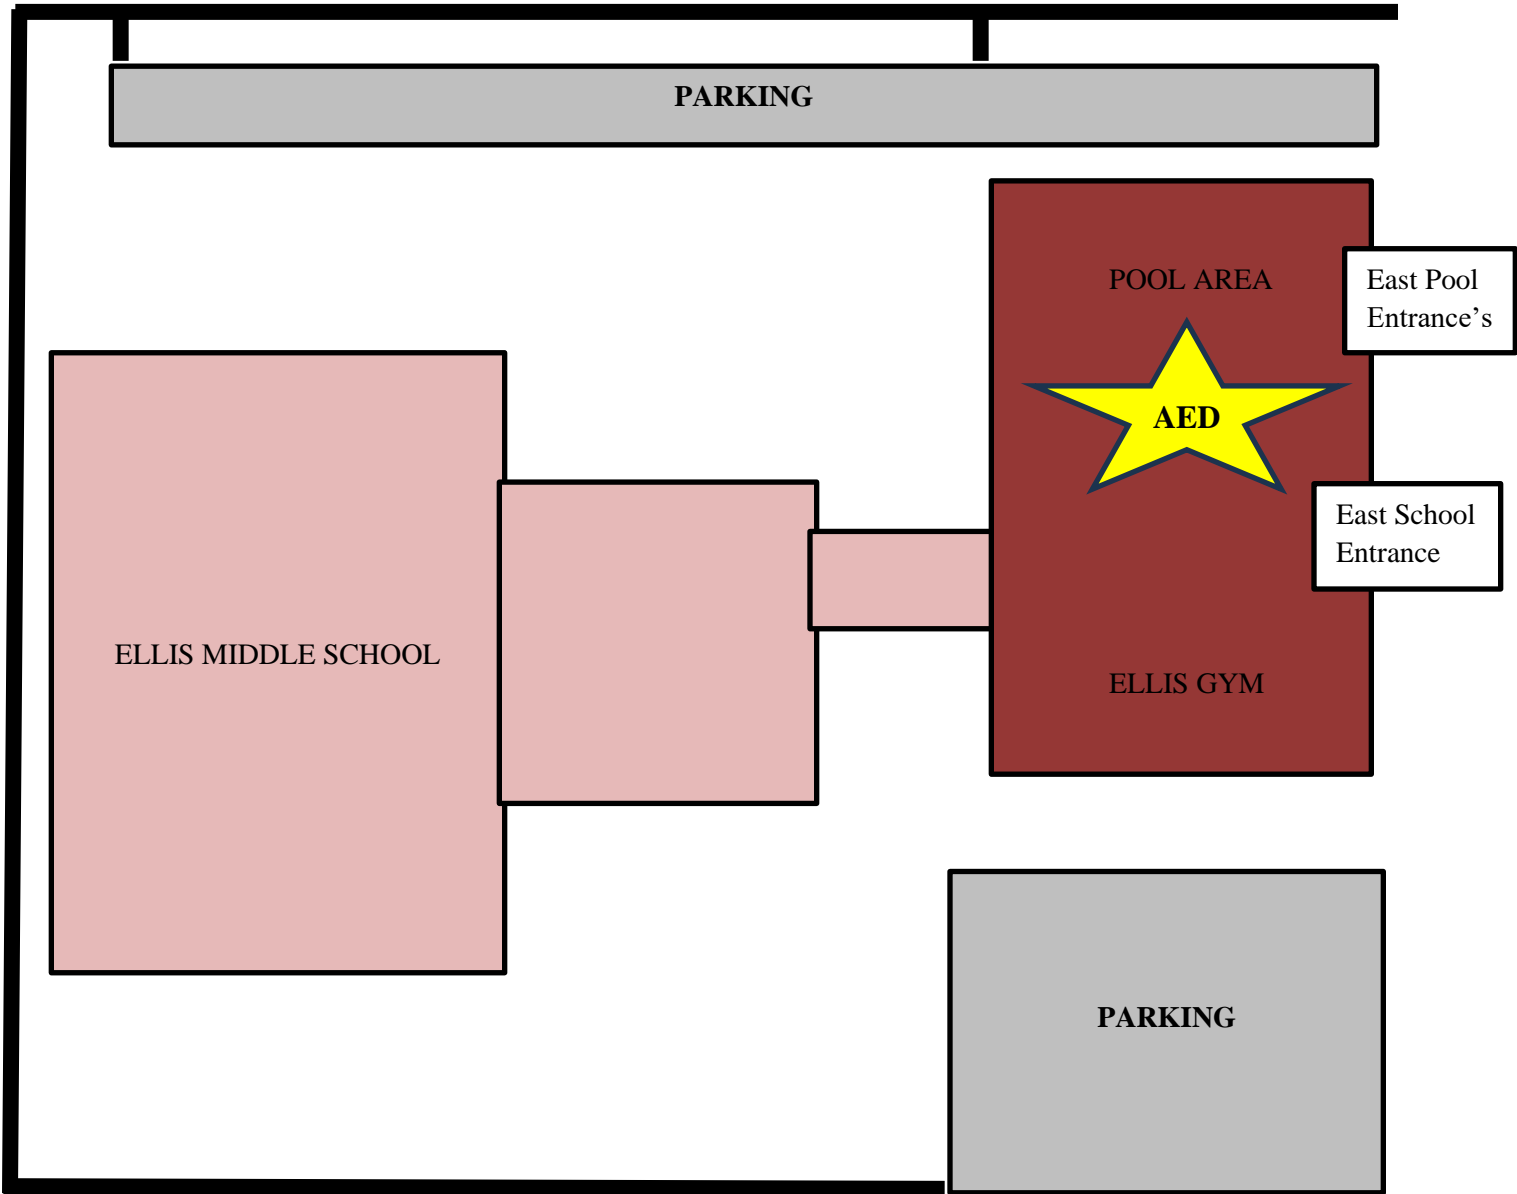 PARKING
POOL AREA
East Pool
Entrance’s
AED
East School
Entrance
ELLIS MIDDLE SCHOOL
ELLIS GYM
PARKING